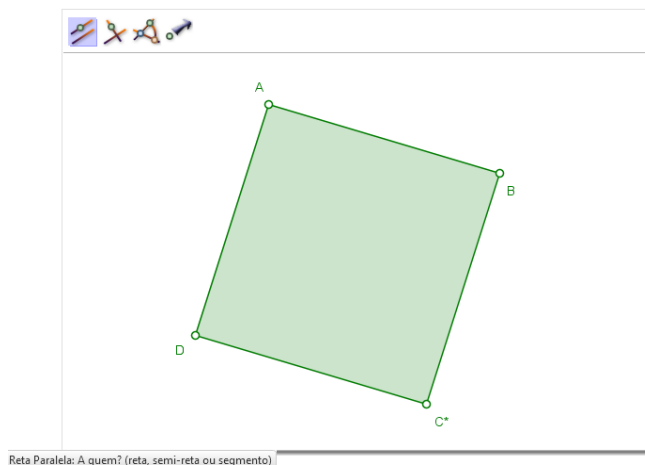 A
B
D
C*
Reta Paralela: A quem? (reta, semi-reta ou segmento)